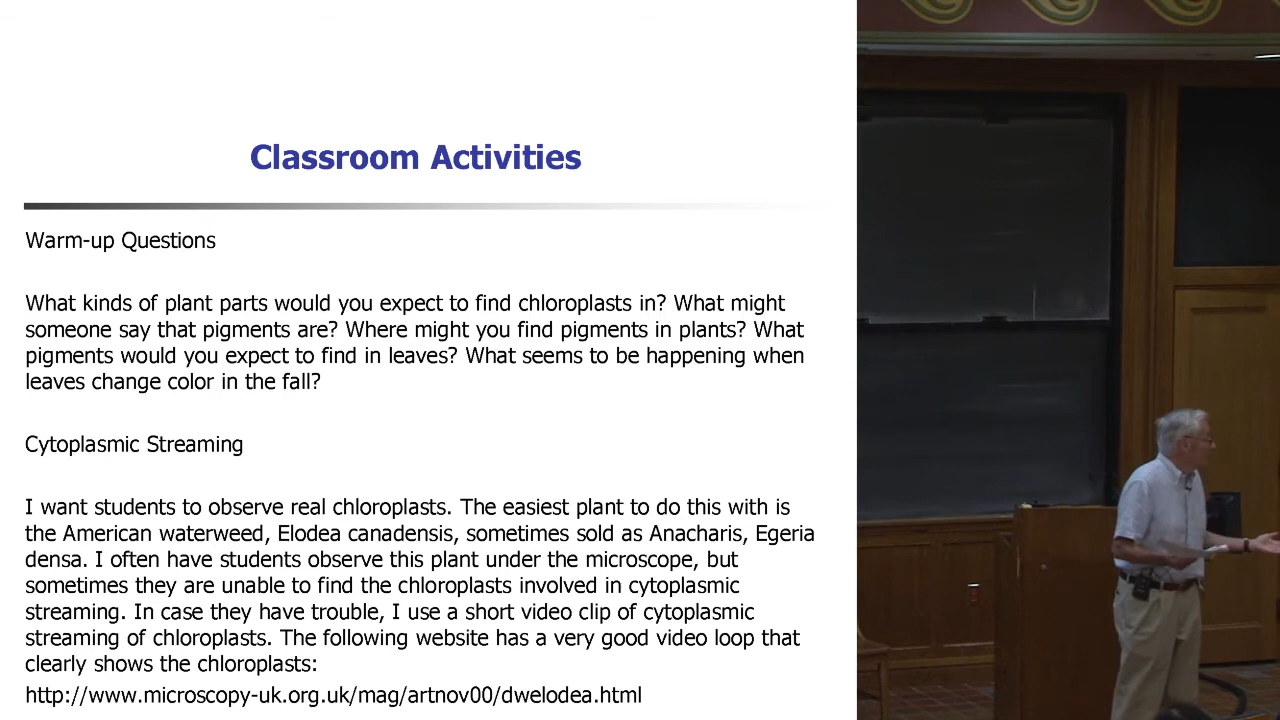 Classroom Activities
Warm-up Questions
What kinds of plant parts would you expect to find chloroplasts in? What might
someone say that pigments are? Where might you find pigments in plants? What
pigments would you expect to find in leaves? What seems to be happening when
leaves change color in the fall?
Cytoplasmic Streaming
I want students to observe real chloroplasts. The easiest plant to do this with is
the American waterweed, Elodea canadensis, sometimes sold as Anacharis, Egeria
densa. I often have students observe this plant under the microscope, but
sometimes they are unable to find the chloroplasts involved in cytoplasmic
streaming. In case they have trouble, I use a short video clip of cytoplasmic
streaming of chloroplasts. The following website has a very good video loop that
clearly shows the chloroplasts:
http://www.microscopy-uk.org.uk/mag/artnov00/dwelodea.html